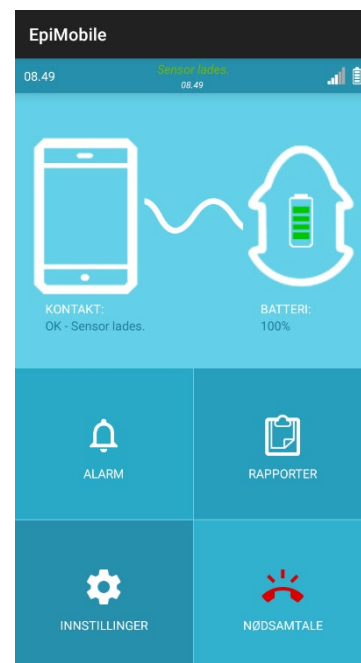 EpiMobile
08.49
Sensor lades.
08.49
KONTAKT:
OK - Sensor lades.
BATTERI:
100%
ALARM
RAPPORTER
INNSTILLINGER
NØDSAMTALE